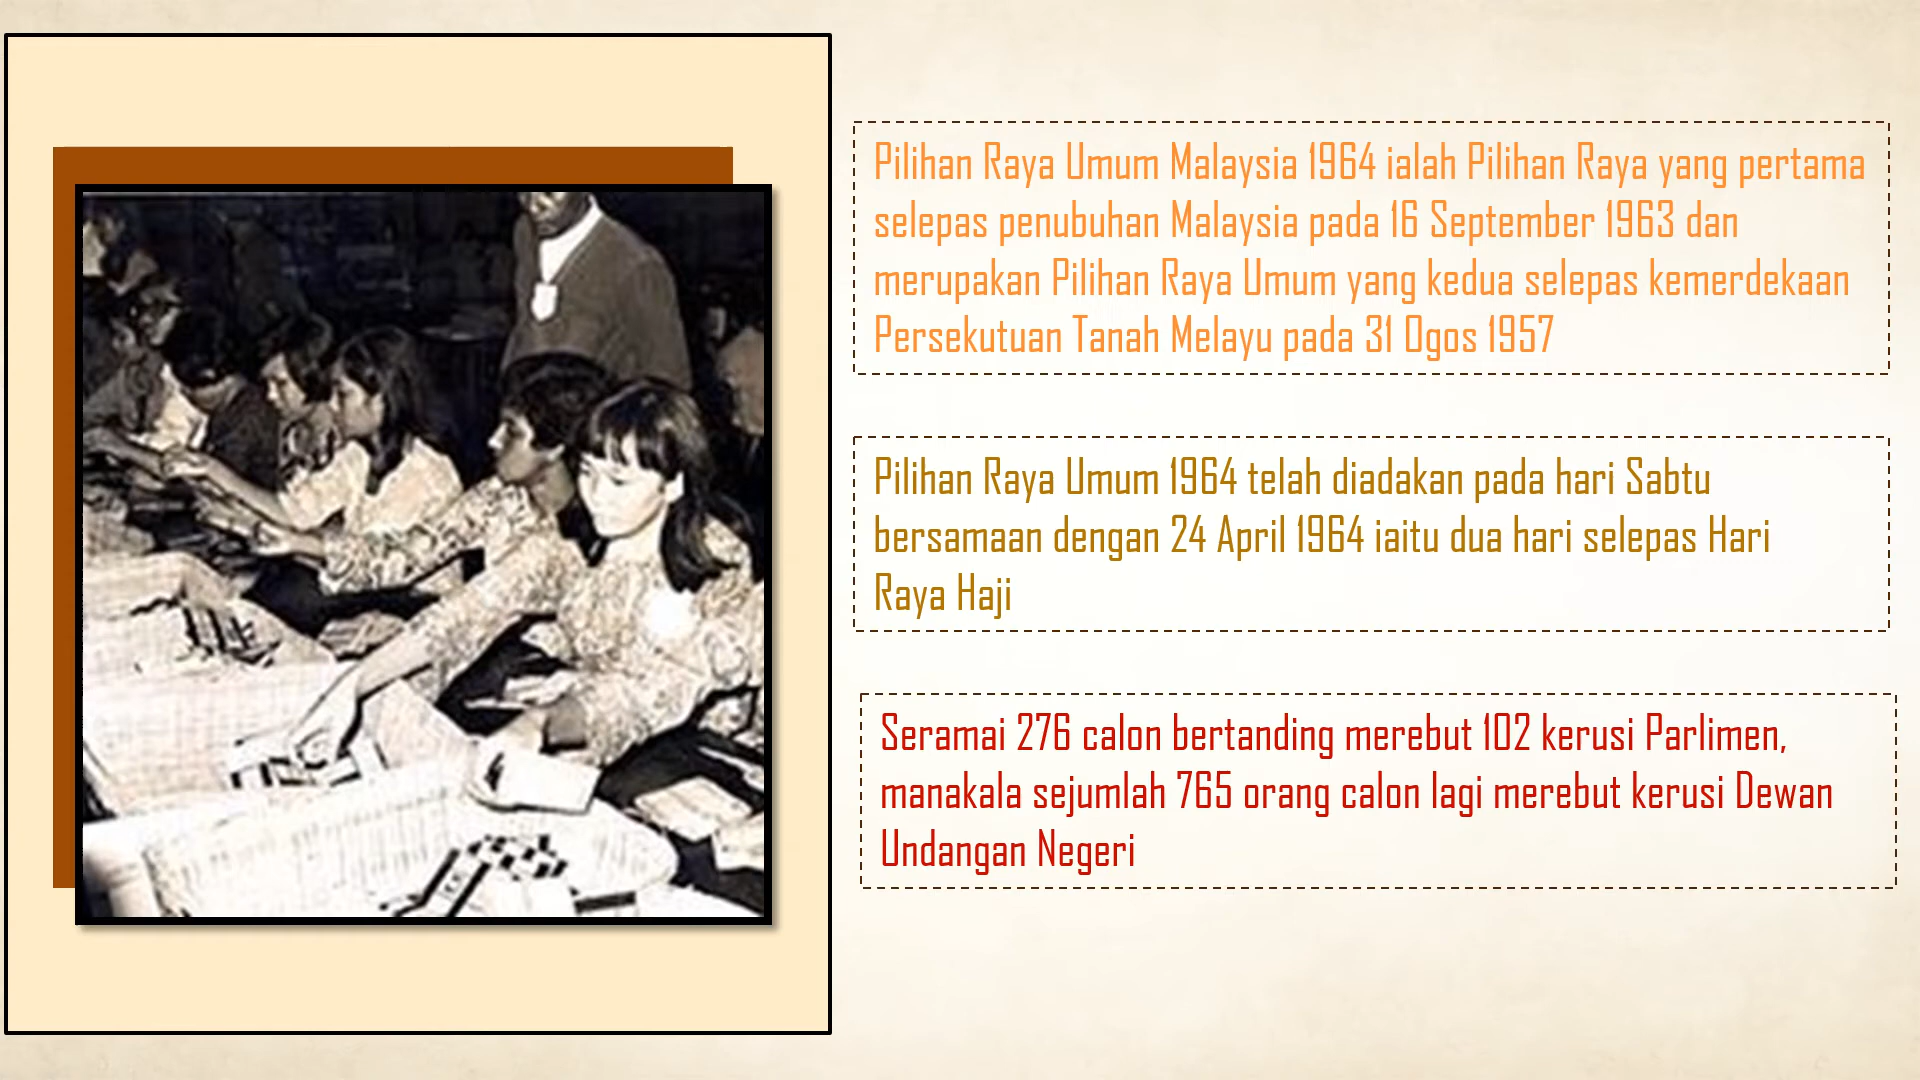 Pilihan Raya Umum Malaysia 1964 ialah Pilihan Raya yang pertama
selepas penubuhan Malaysia pada 16 September 1963 dan
merupakan Pilihan Raya Umum yang kedua selepas kemerdekaan
Persekutuan Tanah Melayu pada 31 Ogos 1957
Pilihan Raya Umum 1964 telah diadakan pada hari Sabtu
bersamaan dengan 24 April 1964 iaitu dua hari selepas Hari
Raya Haji
Seramai 276 calon bertanding merebut 102 kerusi Parlimen,
manakala sejumlah 765 orang calon lagi merebut kerusi Dewan
Undangan Negeri